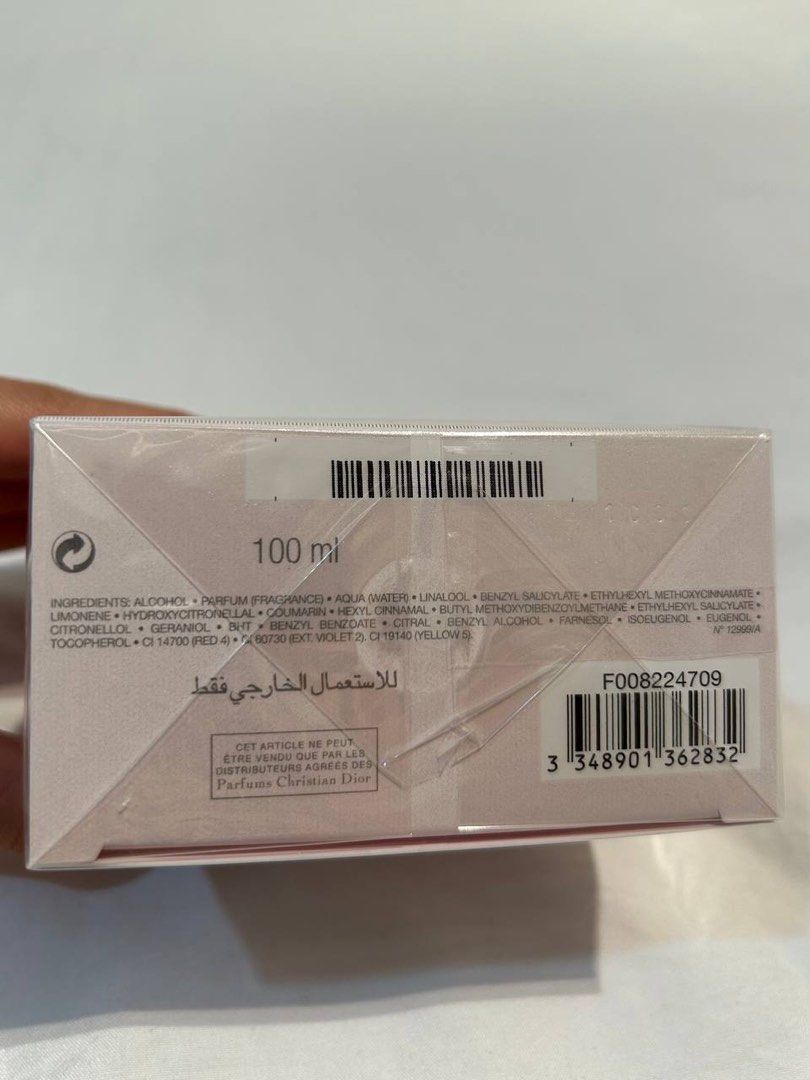 100 ml
INGREDIENTS: ALCOHOL • PARFUM (FRAGRANCE) • AQUA (WATER) • LINALOOL • BENZYL SALICYLATE • ETHYLHEXYL METHOXYCINNAMATE •
LIMONENE • HYDROXYCITRONELLAL • COUMARIN • HEXYL CINNAMAL • BUTYL METHOXYDIBENZOYLMETHANE • ETHYLHEXYL SALICYLATE •
CITRONELLOL • GERANIOL • BHT • BENZYL BENZOATE • CITRAL • BENZYL ALCOHOL • FARNESOL • ISOEUGENOL • EUGENOL •
TOCOPHEROL • CI 14700 (RED 4) • CI 60730 (EXT. VIOLET 2). CI 19140 (YELLOW 5).
N° 12999/A
للاستعمال الخارجي فقط
F008224709
3 348901 362832
CET ARTICLE NE PEUT
ÊTRE VENDU QUE PAR LES
DISTRIBUTEURS AGRÉÉS DES
Parfums Christian Dior